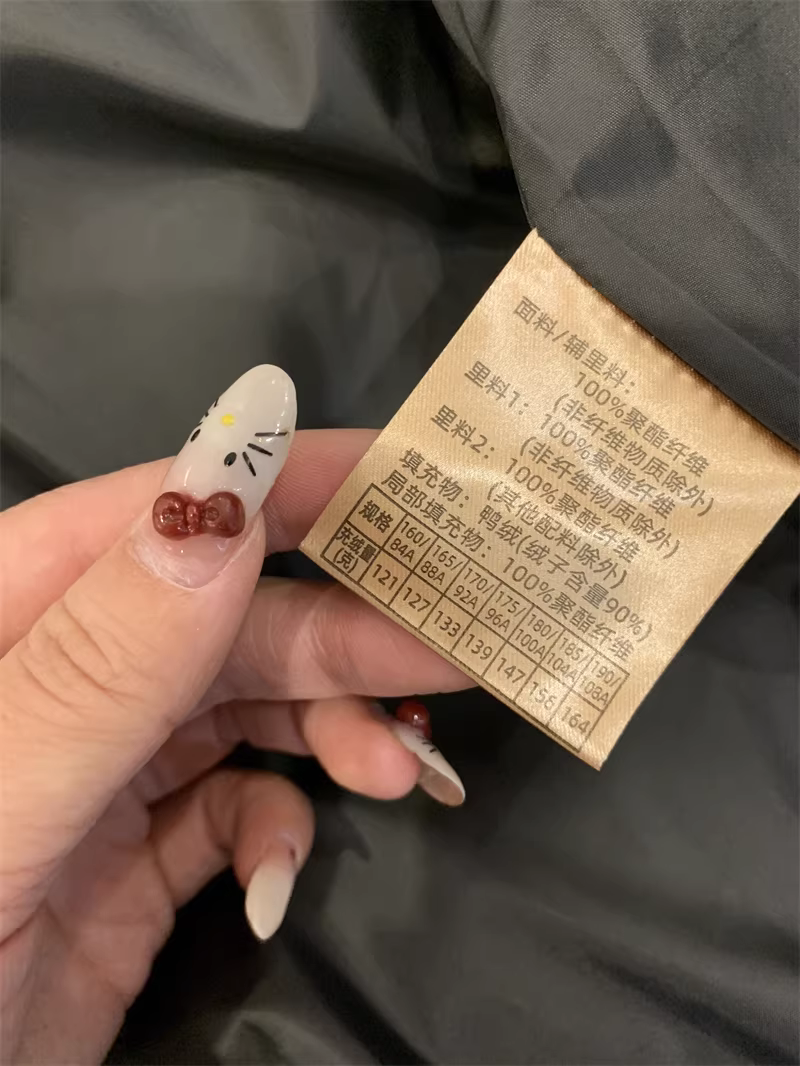 面料/辅里料:
100%聚酯纤维
(非纤维物质除外)
里料1: 100%聚酯纤维
(非纤维物质除外)
里料2: 100%聚酯纤维
(其他配料除外)
填充物: 鸭绒(绒子含量90%)
局部填充物: 100%聚酯纤维
规格 160/84A 165/88A 170/92A 175/96A 180/100A 185/104A 190/108A
充绒量(克) 121 127 133 139 147 156 164